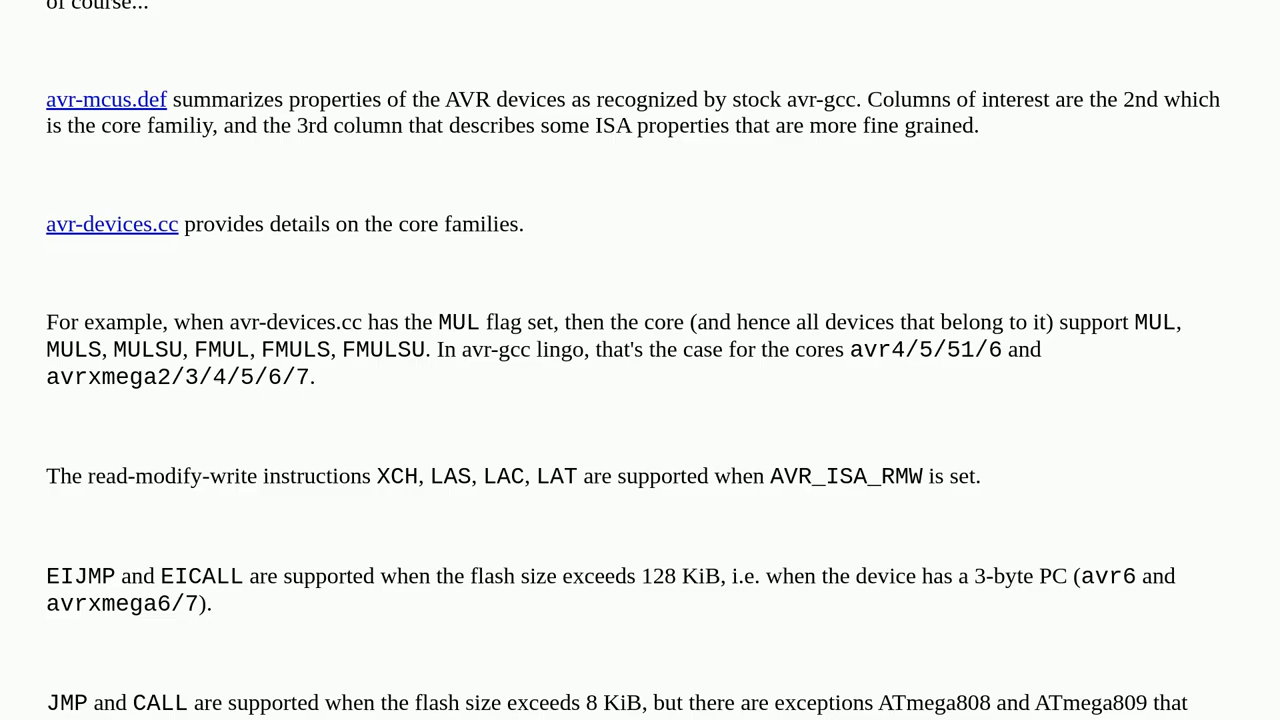 of course...
avr-mcus.def summarizes properties of the AVR devices as recognized by stock avr-gcc. Columns of interest are the 2nd which
is the core familiy, and the 3rd column that describes some ISA properties that are more fine grained.
avr-devices.cc provides details on the core families.
For example, when avr-devices.cc has the MUL flag set, then the core (and hence all devices that belong to it) support MUL,
MULS, MULSU, FMUL, FMULS, FMULSU. In avr-gcc lingo, that's the case for the cores avr4/5/51/6 and
avrxmega2/3/4/5/6/7.
The read-modify-write instructions XCH, LAS, LAC, LAT are supported when AVR_ISA_RMW is set.
EIJMP and EICALL are supported when the flash size exceeds 128 KiB, i.e. when the device has a 3-byte PC (avr6 and
avrxmega6/7).
JMP and CALL are supported when the flash size exceeds 8 KiB, but there are exceptions ATmega808 and ATmega809 that